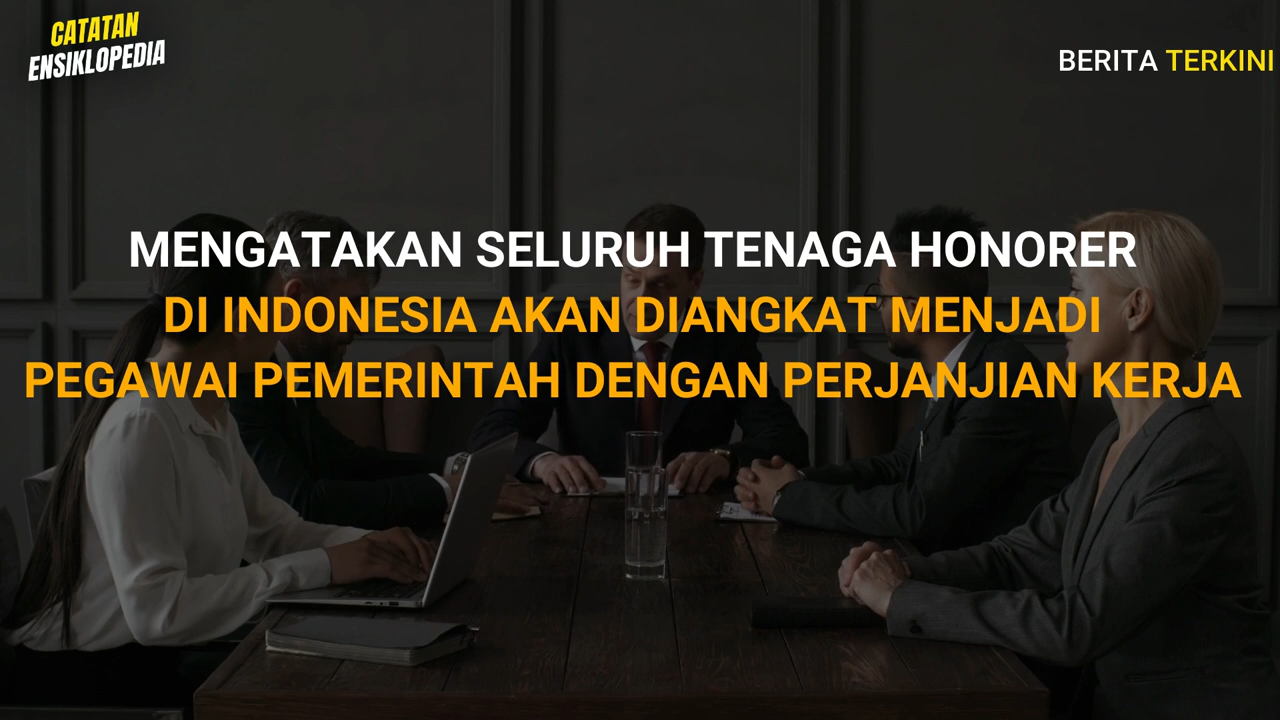 CATATAN
ENSIKLOPEDIA
BERITA TERKINI
MENGATAKAN SELURUH TENAGA HONORER
DI INDONESIA AKAN DIANGKAT MENJADI
PEGAWAI PEMERINTAH DENGAN PERJANJIAN KERJA